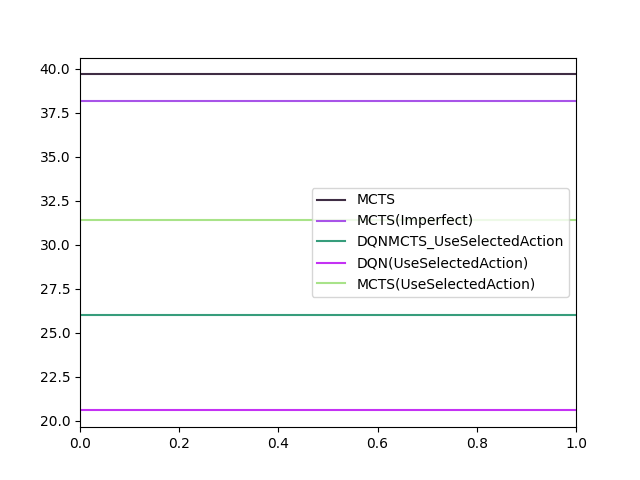 40.0
37.5
35.0
32.5
30.0
27.5
25.0
22.5
20.0
MCTS
MCTS(Imperfect)
DQNMCTS_UseSelectedAction
DQN(UseSelectedAction)
MCTS(UseSelectedAction)
0.0 0.2 0.4 0.6 0.8 1.0